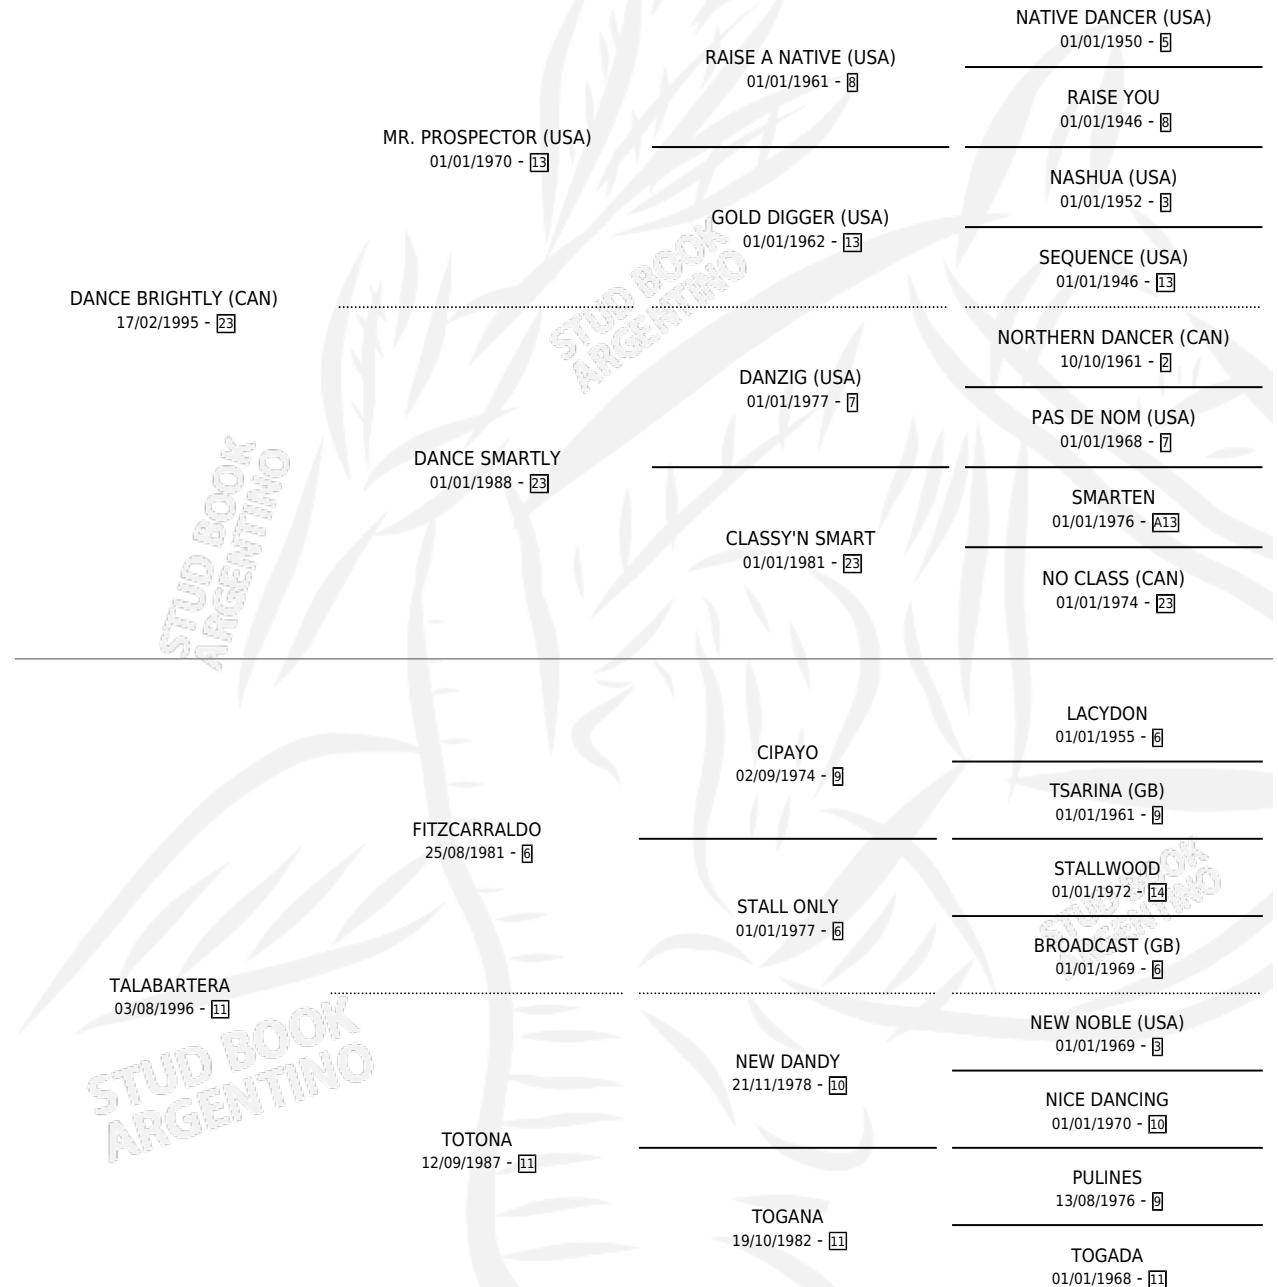 NATIVE DANCER (USA)
01/01/1950 - 5
RAISE A NATIVE (USA)
01/01/1961 - 8
RAISE YOU
01/01/1946 - 8
MR. PROSPECTOR (USA)
01/01/1970 - 13
NASHUA (USA)
01/01/1952 - 3
GOLD DIGGER (USA)
01/01/1962 - 13
SEQUENCE (USA)
01/01/1946 - 13
DANCE BRIGHTLY (CAN)
17/02/1995 - 23
STUD BOOK
ARGENTINO
NORTHERN DANCER (CAN)
10/10/1961 - 2
DANZIG (USA)
01/01/1977 - 7
PAS DE NOM (USA)
01/01/1968 - 7
DANCE SMARTLY
01/01/1988 - 23
SMARTEN
01/01/1976 - A13
CLASSY'N SMART
01/01/1981 - 23
NO CLASS (CAN)
01/01/1974 - 23
STUD BOOK
ARGENTINO
LACYDON
01/01/1955 - 6
CIPAYO
02/09/1974 - 9
TSARINA (GB)
01/01/1961 - 9
FITZCARRALDO
25/08/1981 - 6
STALLWOOD
01/01/1972 - 14
STALL ONLY
01/01/1977 - 6
STUD BOOK
ARGENTINO
BROADCAST (GB)
01/01/1969 - 6
TALABARTERA
03/08/1996 - 11
STUD BOOK
ARGENTINO
NEW NOBLE (USA)
01/01/1969 - 3
NEW DANDY
21/11/1978 - 10
NICE DANCING
01/01/1970 - 10
TOTONA
12/09/1987 - 11
PULINES
13/08/1976 - 9
TOGANA
19/10/1982 - 11
TOGADA
01/01/1968 - 11